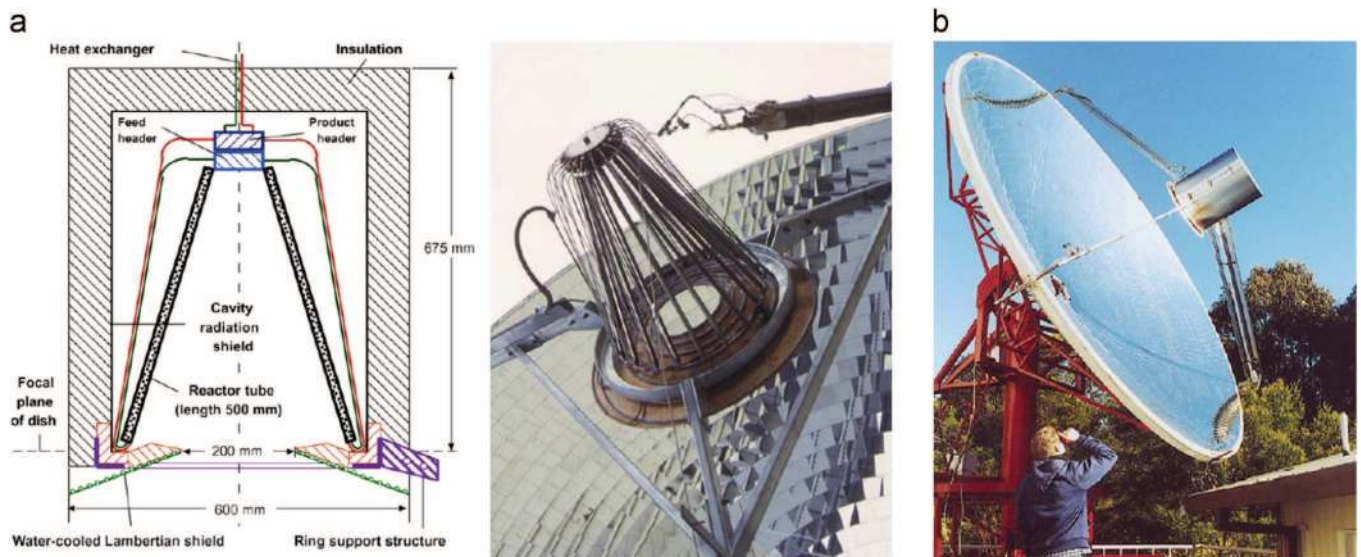 a
b
Heat exchanger
Insulation
Feed
header
Product
header
675 mm
Cavity
radiation
shield
Focal
plane
of dish
Reactor tube
(length 500 mm)
200 mm
600 mm
Water-cooled Lambertian shield
Ring support structure